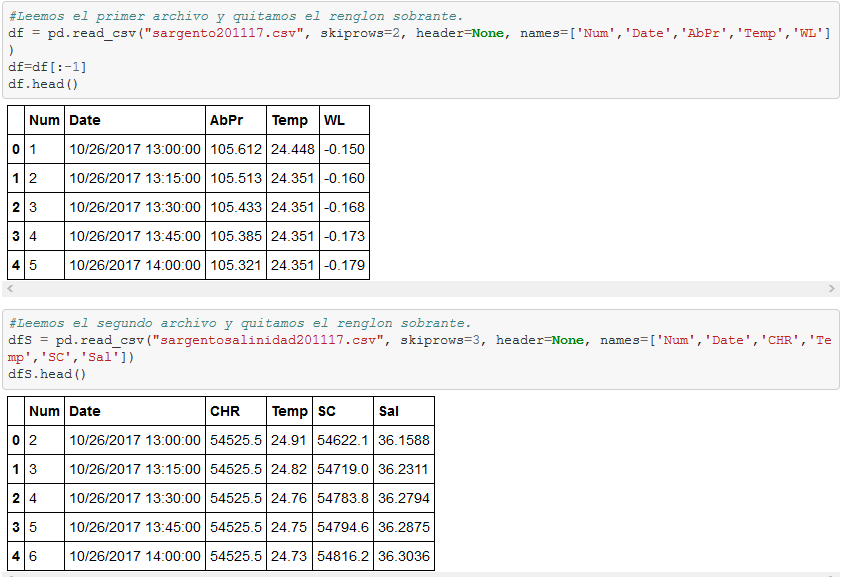 #Leemos el primer archivo y quitamos el renglon sobrante.
df = pd.read_csv("sargento201117.csv", skiprows=2, header=None, names=['Num','Date','AbPr','Temp','WL']
)
df=df[:-1]
df.head()
Num Date AbPr Temp WL
0 1 10/26/2017 13:00:00 105.612 24.448 -0.150
1 2 10/26/2017 13:15:00 105.513 24.351 -0.160
2 3 10/26/2017 13:30:00 105.433 24.351 -0.168
3 4 10/26/2017 13:45:00 105.385 24.351 -0.173
4 5 10/26/2017 14:00:00 105.321 24.351 -0.179
#Leemos el segundo archivo y quitamos el renglon sobrante.
dfS = pd.read_csv("sargentosalinidad201117.csv", skiprows=3, header=None, names=['Num','Date','CHR','Te
mp','SC','Sal'])
dfS.head()
Num Date CHR Temp SC Sal
0 2 10/26/2017 13:00:00 54525.5 24.91 54622.1 36.1588
1 3 10/26/2017 13:15:00 54525.5 24.82 54719.0 36.2311
2 4 10/26/2017 13:30:00 54525.5 24.76 54783.8 36.2794
3 5 10/26/2017 13:45:00 54525.5 24.75 54794.6 36.2875
4 6 10/26/2017 14:00:00 54525.5 24.73 54816.2 36.3036